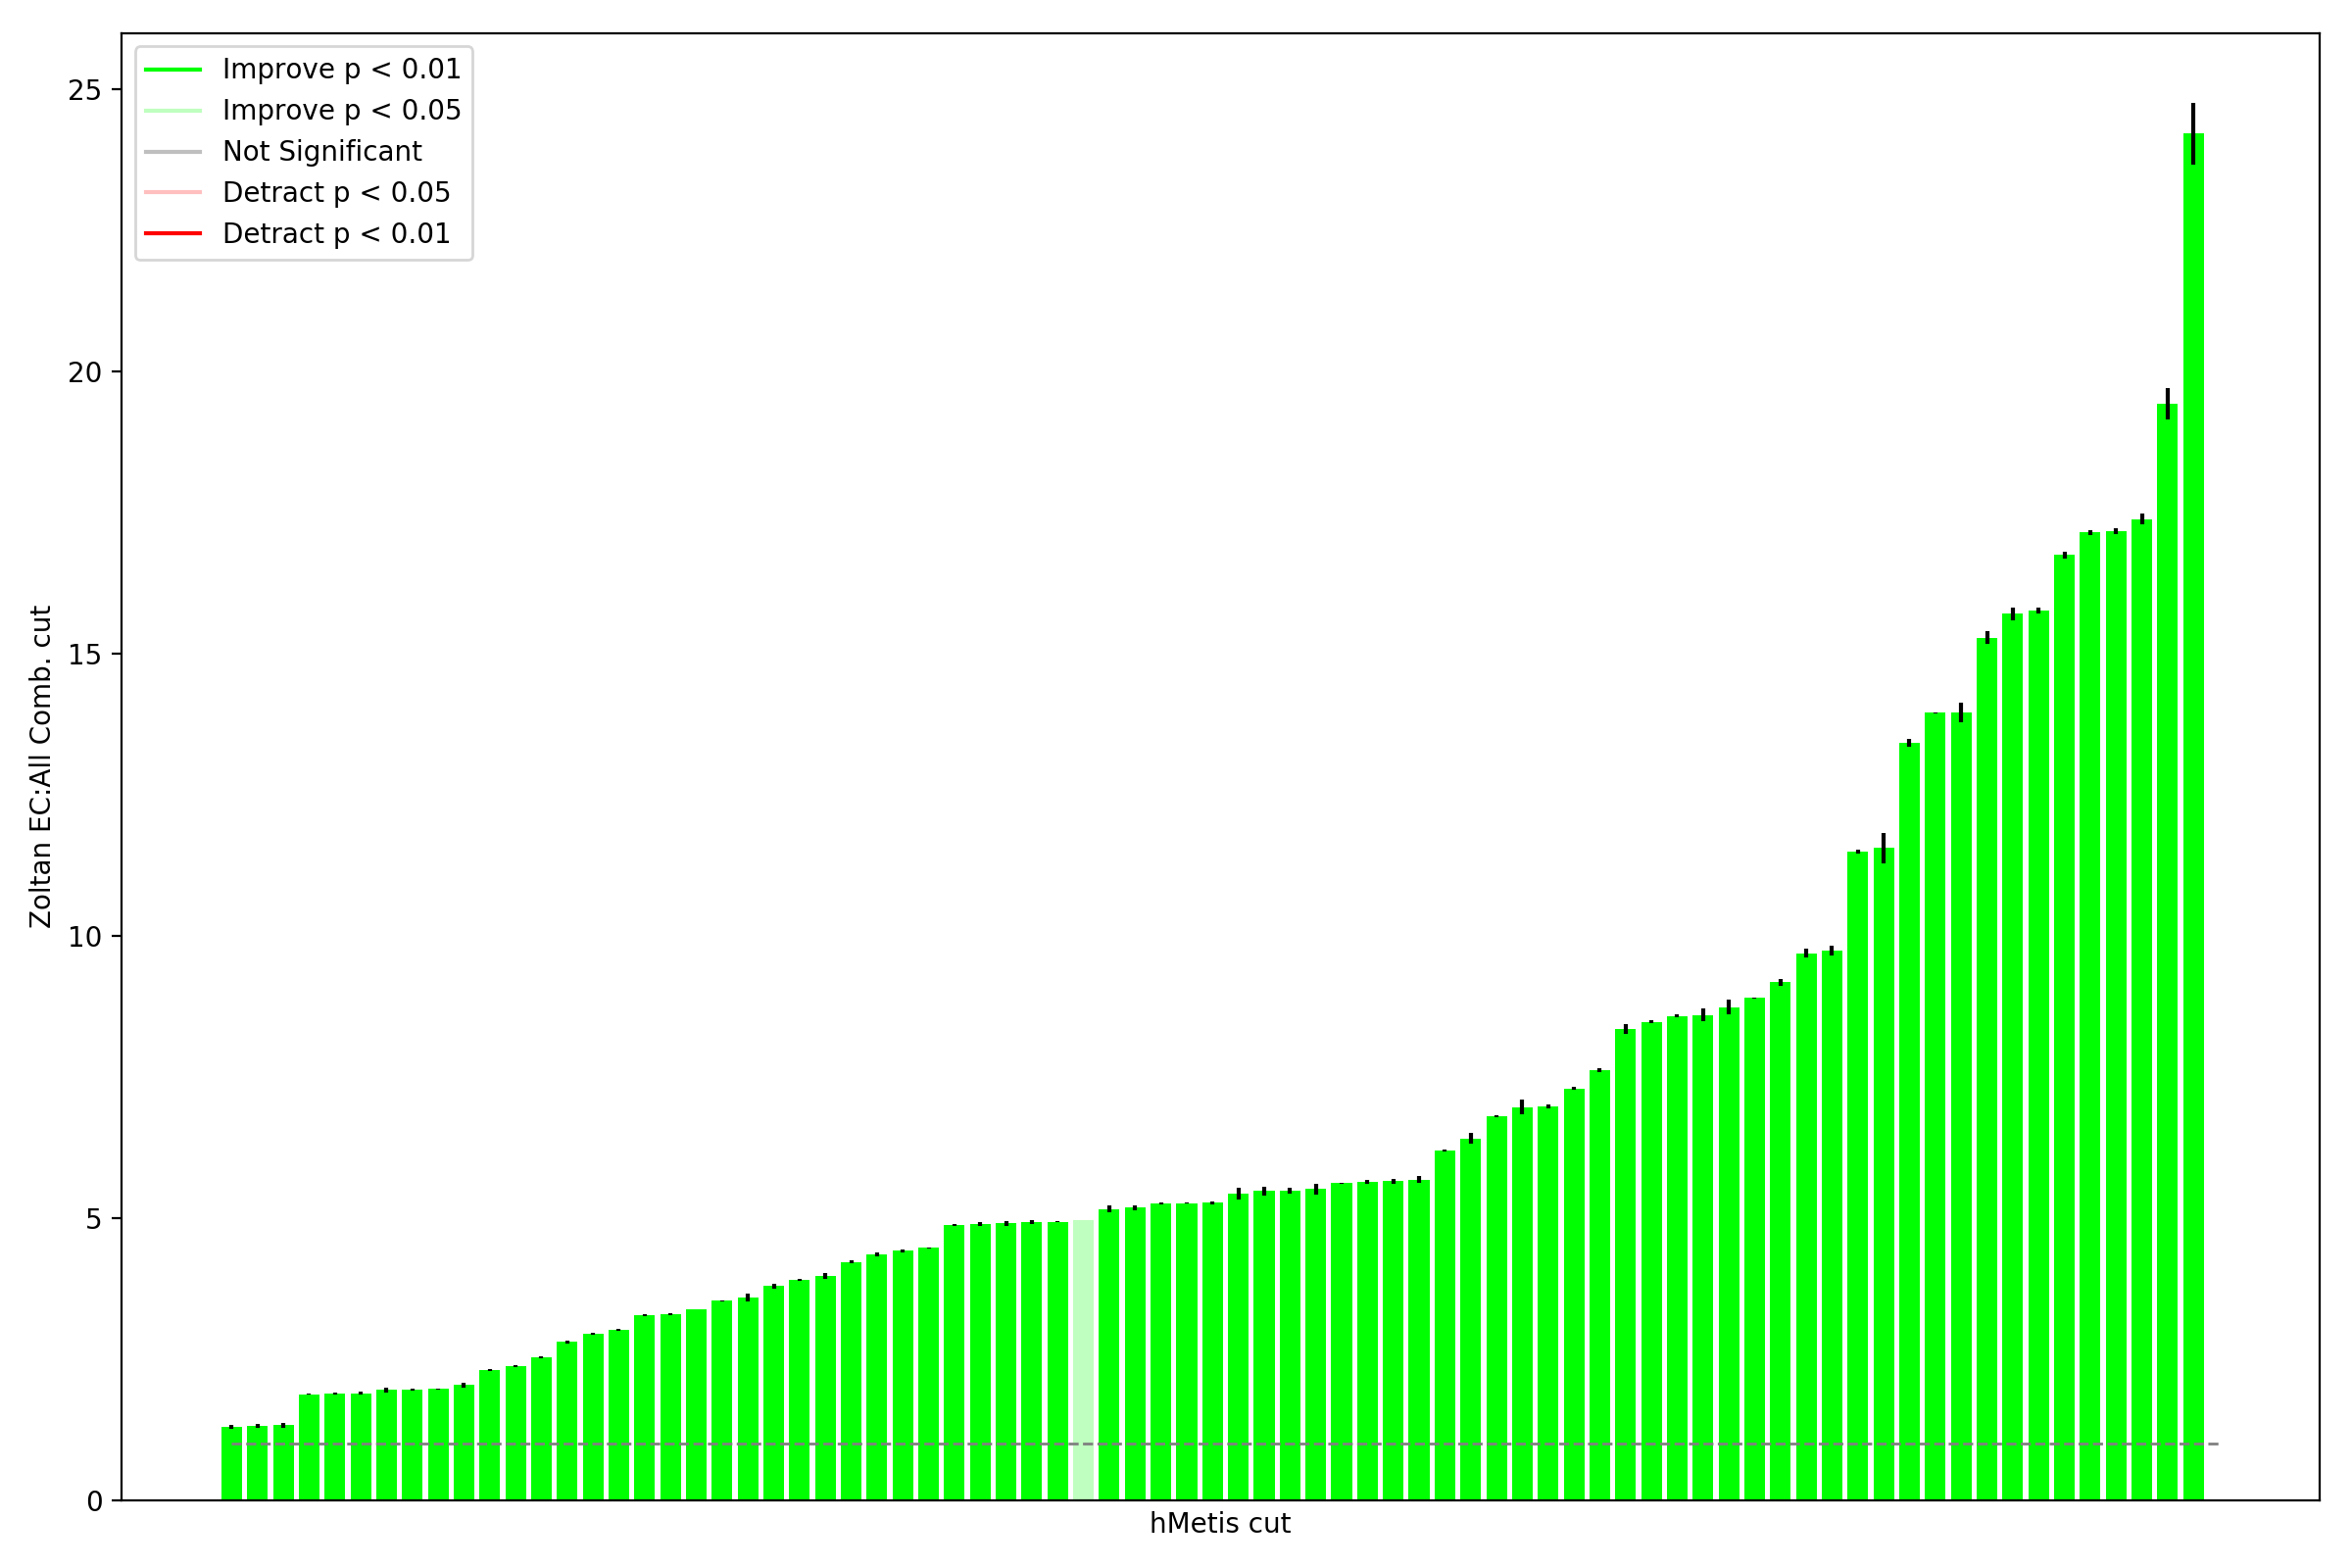 Improve p < 0.01
Improve p < 0.05
Not Significant
Detract p < 0.05
Detract p < 0.01
25
20
15
10
5
0
Zoltan EC:All Comb. cut
hMetis cut